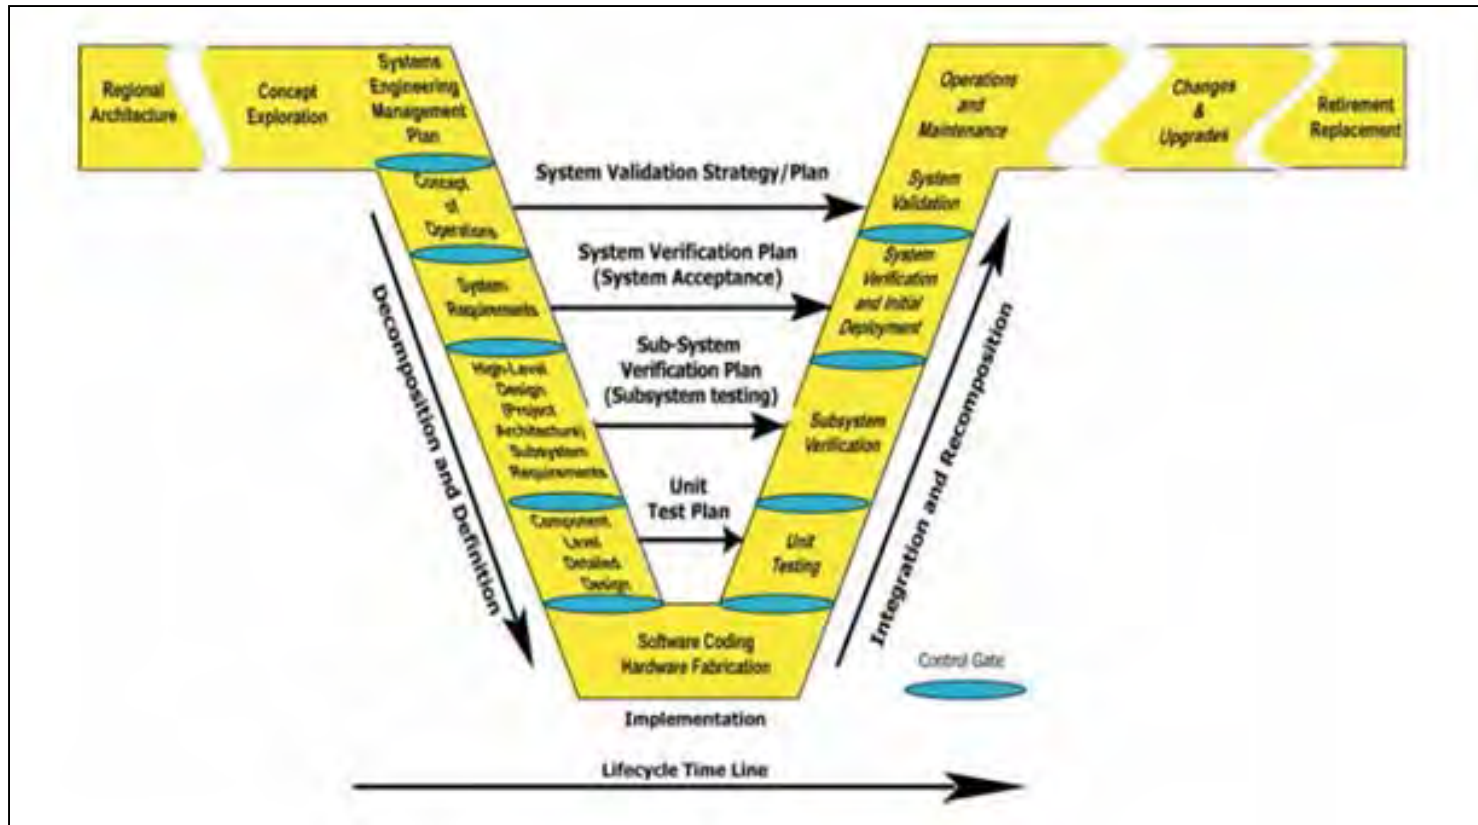 Regional
Architecture
Concept
Exploration
Systems
Engineering
Management
Plan
Concept
of
Operations
System
Requirements
High-Level
Design
(Project
Architecture)
Subsystem
Requirements
Component
Level
Detailed
Design
Decomposition and Definition
System Validation Strategy/Plan
System Verification Plan
(System Acceptance)
Sub-System
Verification Plan
(Subsystem testing)
Unit
Test Plan
Software Coding
Hardware Fabrication
Implementation
Operations
and
Maintenance
System
Validation
System
Verification
and Initial
Deployment
Subsystem
Verification
Unit
Testing
Integration and Recomposition
Changes
&
Upgrades
Retirement
Replacement
Control Gate
Lifecycle Time Line